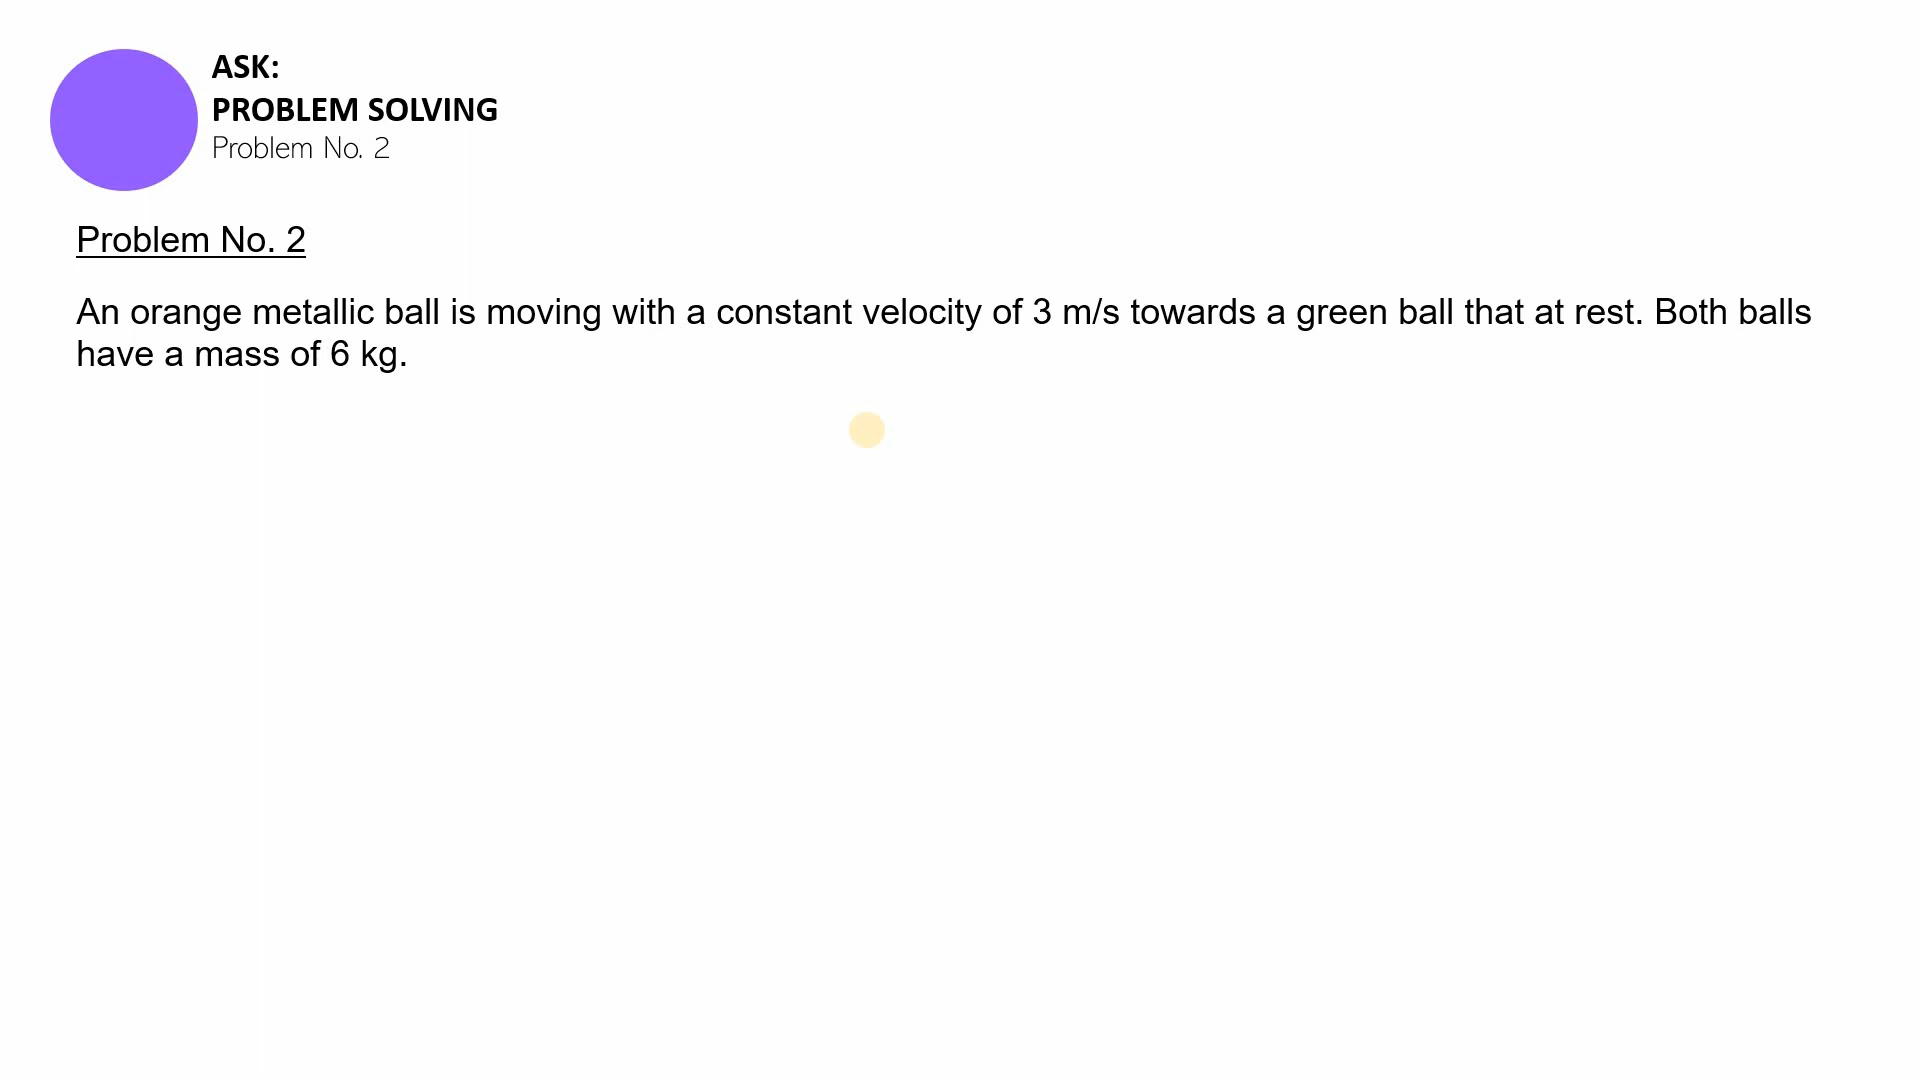 ASK:
PROBLEM SOLVING
Problem No. 2
Problem No. 2
An orange metallic ball is moving with a constant velocity of 3 m/s towards a green ball that at rest. Both balls
have a mass of 6 kg.